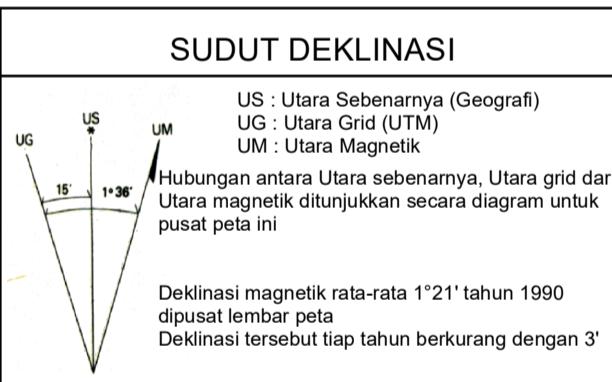 SUDUT DEKLINASI
US
UG
UM
15'
1°36'
US : Utara Sebenarnya (Geografi)
UG : Utara Grid (UTM)
UM : Utara Magnetik
Hubungan antara Utara sebenarnya, Utara grid dar
Utara magnetik ditunjukkan secara diagram untuk
pusat peta ini
Deklinasi magnetik rata-rata 1°21' tahun 1990
dipusat lembar peta
Deklinasi tersebut tiap tahun berkurang dengan 3'